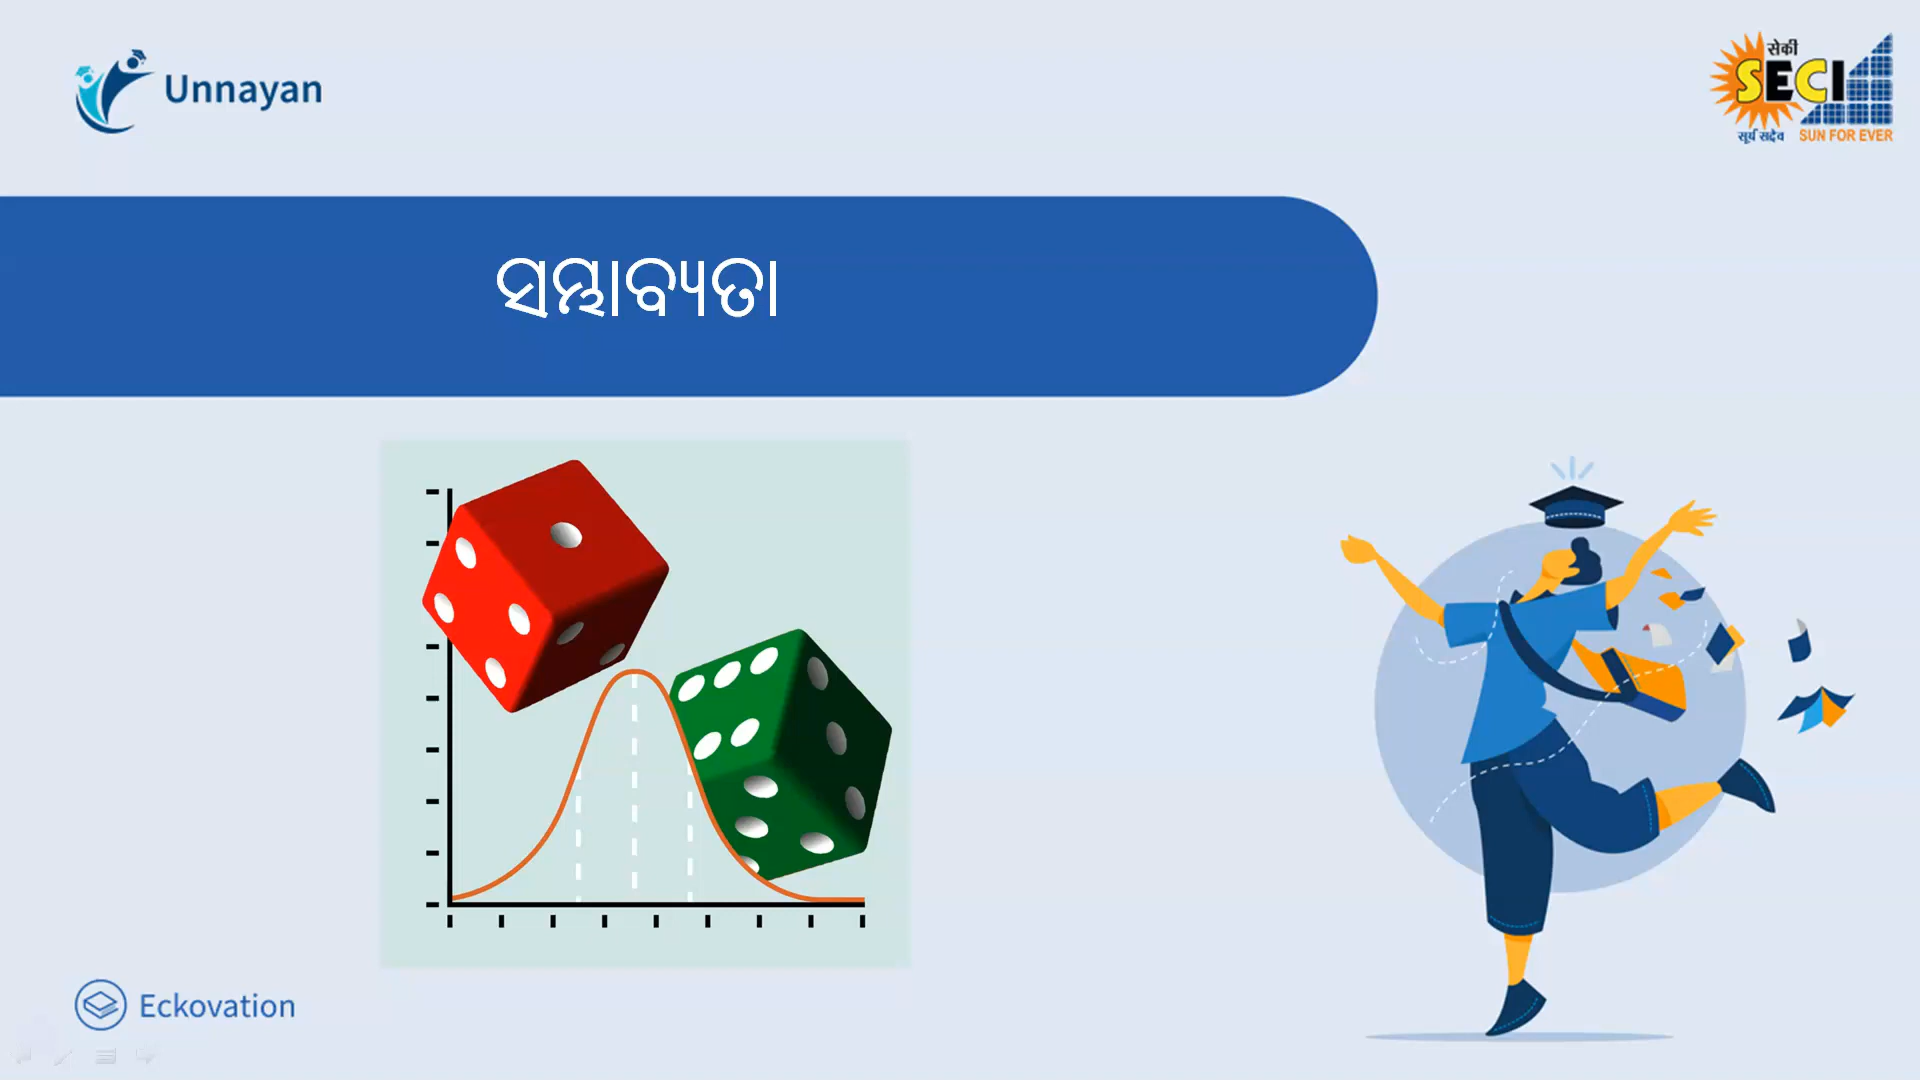 Unnayan
सेकी
SECI
सूर्य सदैव SUN FOR EVER
ସମ୍ଭାବ୍ୟତା
Eckovation